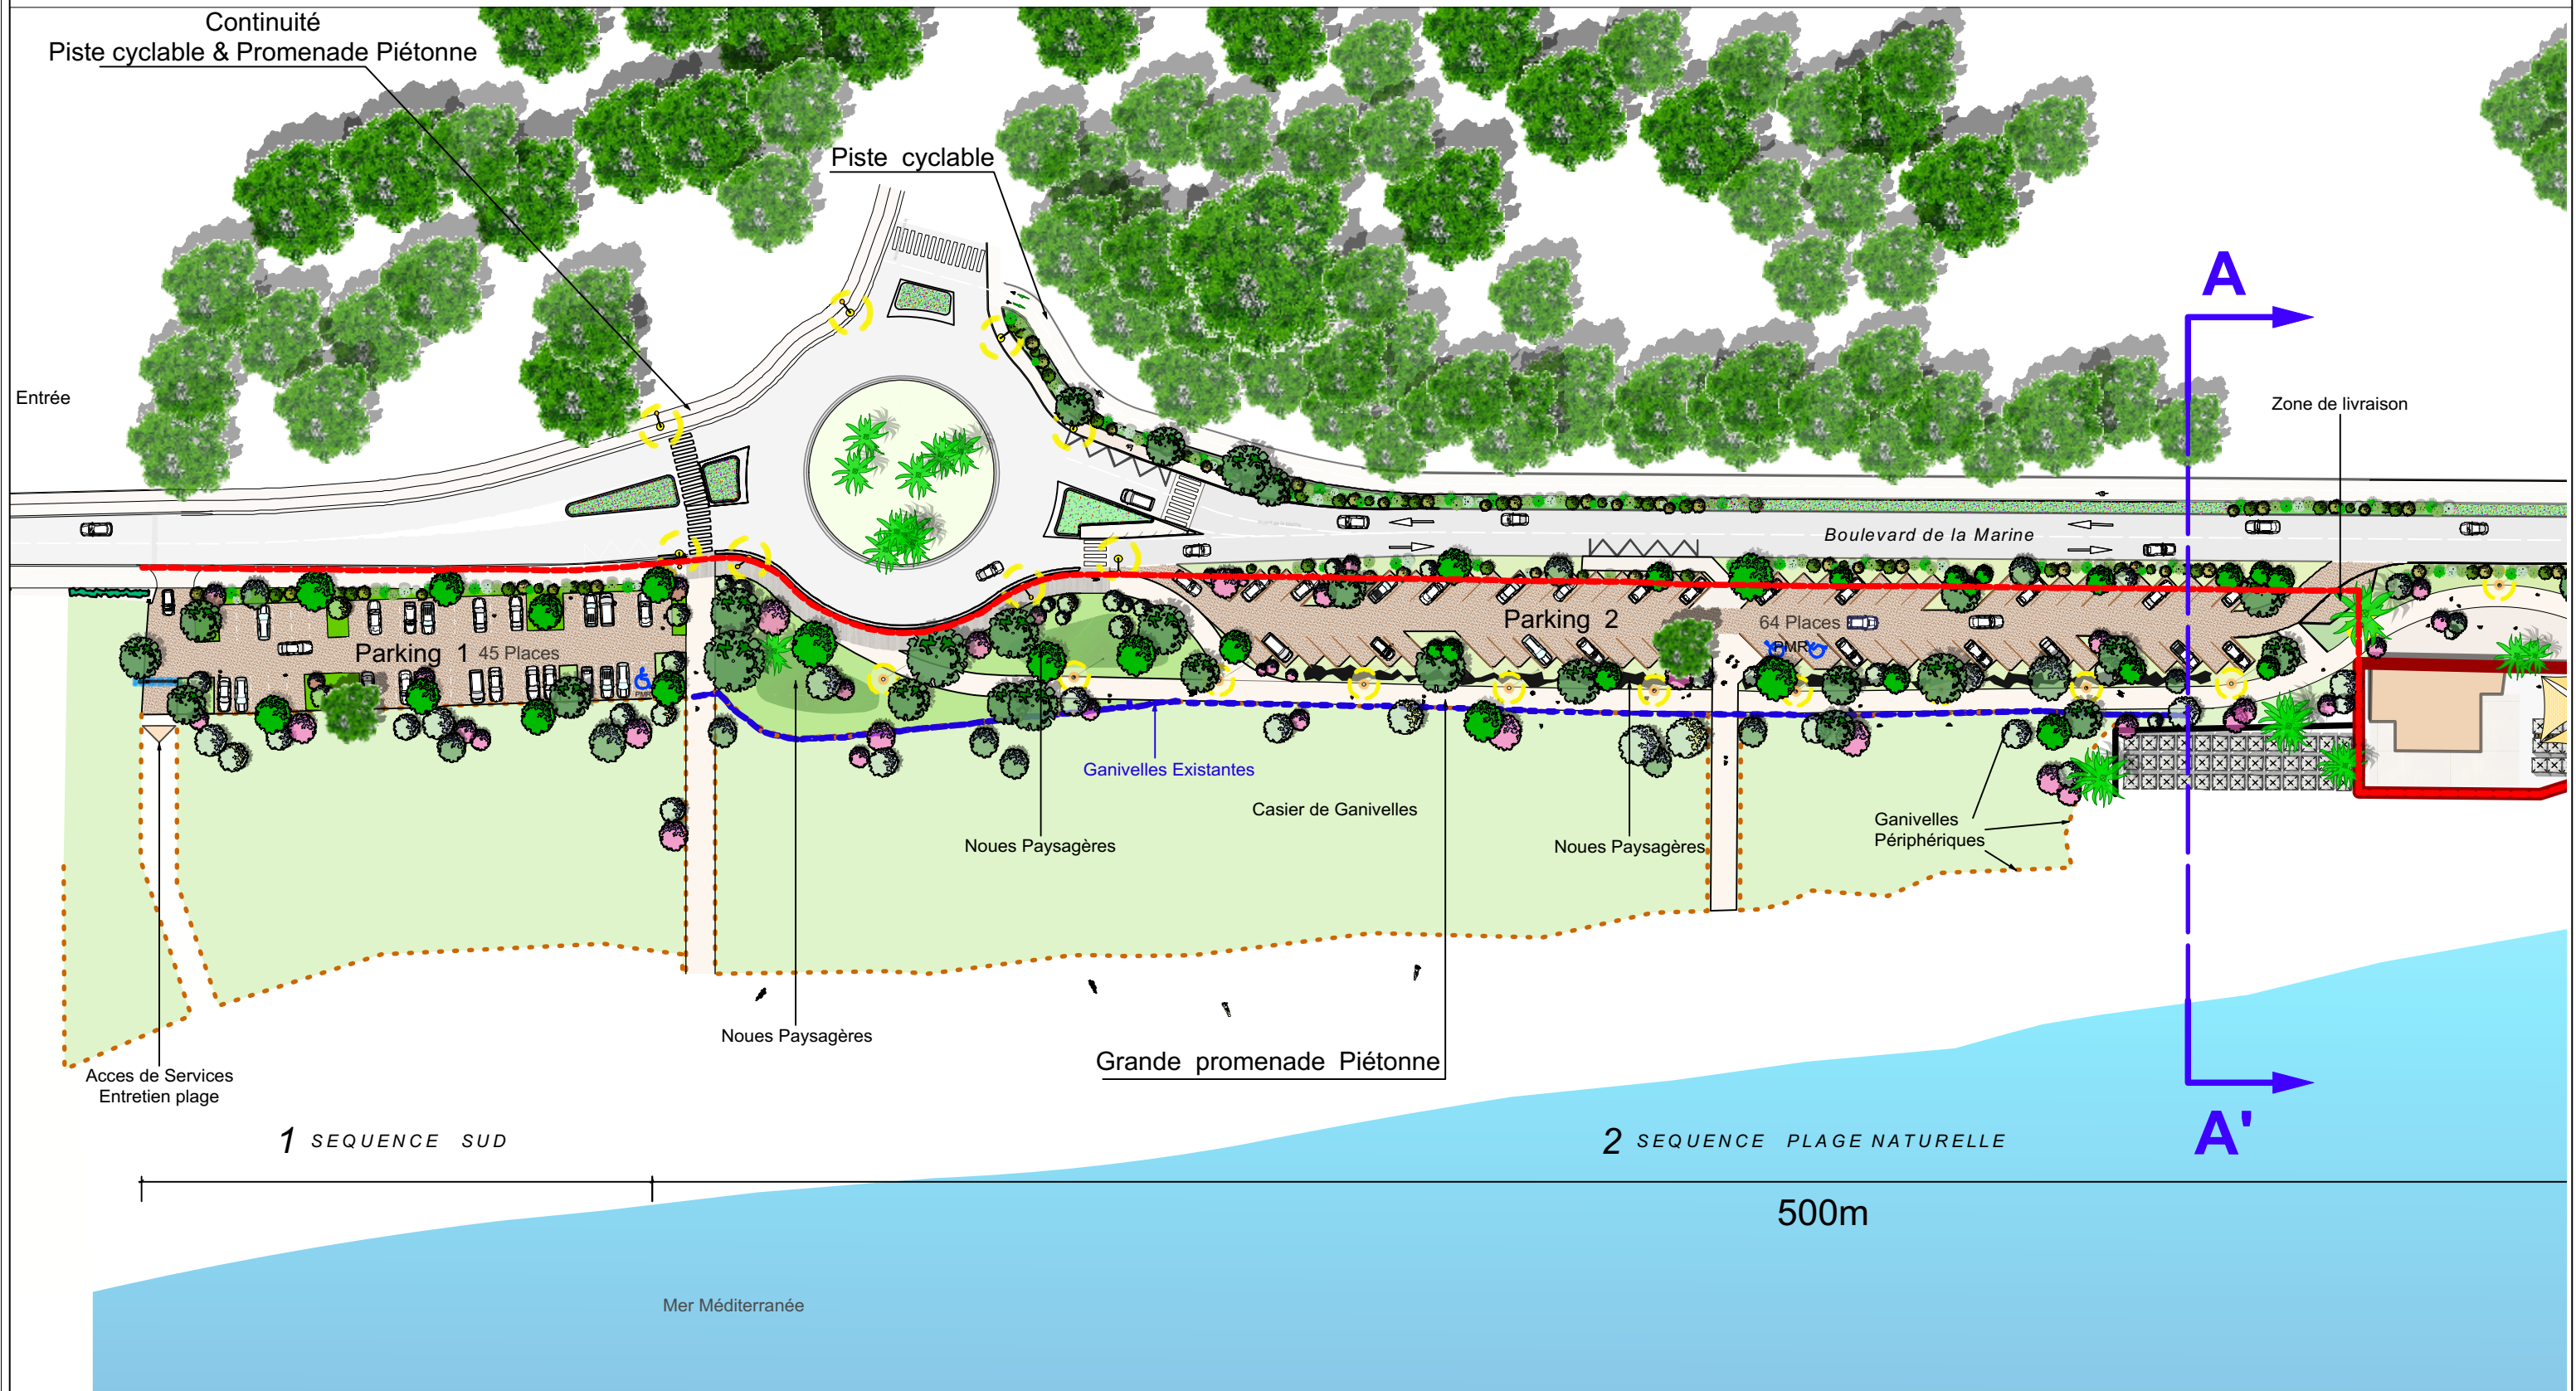 Continuité
Piste cyclable & Promenade Piétonne
Piste cyclable
A
Entrée
Zone de livraison
Boulevard de la Marine
Parking 2
64 Places
PMR
Parking 1 45 Places
PMR
Ganivelles Existantes
Casier de Ganivelles
Ganivelles
Périphériques
Noues Paysagères
Noues Paysagères
Noues Paysagères
Grande promenade Piétonne
Acces de Services
Entretien plage
1 SEQUENCE SUD
2 SEQUENCE PLAGE NATURELLE
A'
500m
Mer Méditerranée